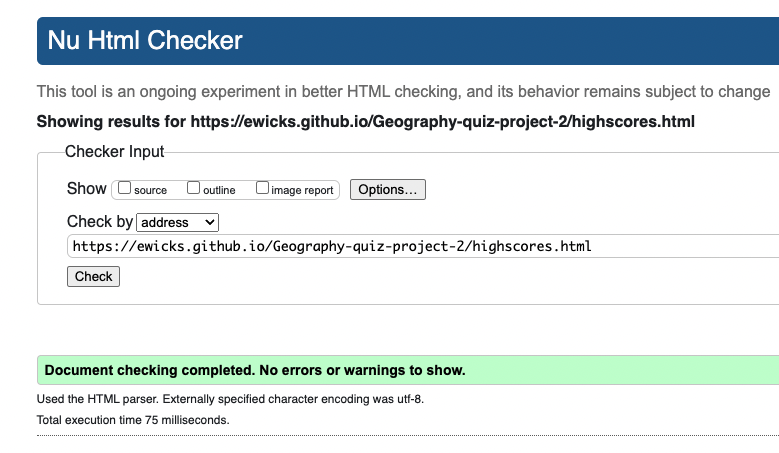 Nu Html Checker
This tool is an ongoing experiment in better HTML checking, and its behavior remains subject to change
Showing results for https://ewicks.github.io/Geography-quiz-project-2/highscores.html
Checker Input
Show source outline image report Options...
Check by address
https://ewicks.github.io/Geography-quiz-project-2/highscores.html
Check
Document checking completed. No errors or warnings to show.
Used the HTML parser. Externally specified character encoding was utf-8.
Total execution time 75 milliseconds.